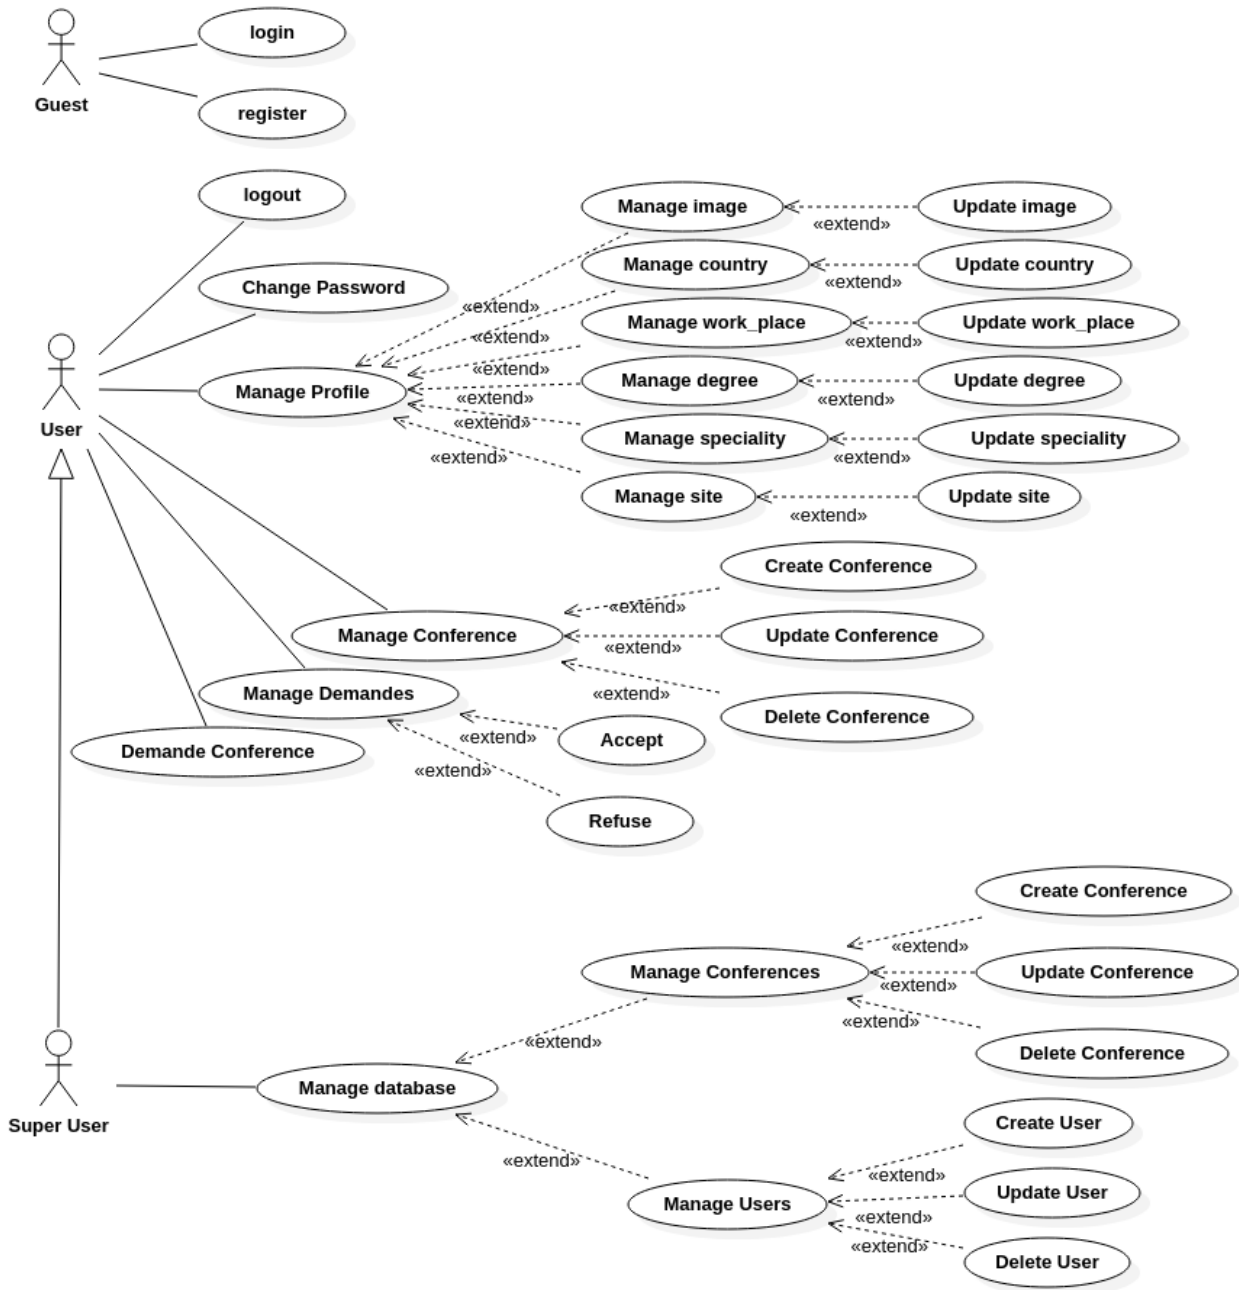 login
Guest
register
logout
Manage image
«extend»
Update image
Manage country
«extend»
Update country
Change Password
«extend»
Manage work_place
«extend»
Update work_place
«extend»
«extend»
Manage degree
«extend»
Update degree
Manage Profile
«extend»
User
«extend»
Manage speciality
«extend»
Update speciality
«extend»
Manage site
«extend»
Update site
Create Conference
«extend»
Manage Conference
«extend»
Update Conference
Manage Demandes
«extend»
Delete Conference
«extend»
Accept
Demande Conference
«extend»
Refuse
Create Conference
«extend»
Manage Conferences
«extend»
Update Conference
«extend»
Delete Conference
«extend»
Manage database
Super User
Create User
«extend»
«extend»
Manage Users
«extend»
Update User
«extend»
Delete User